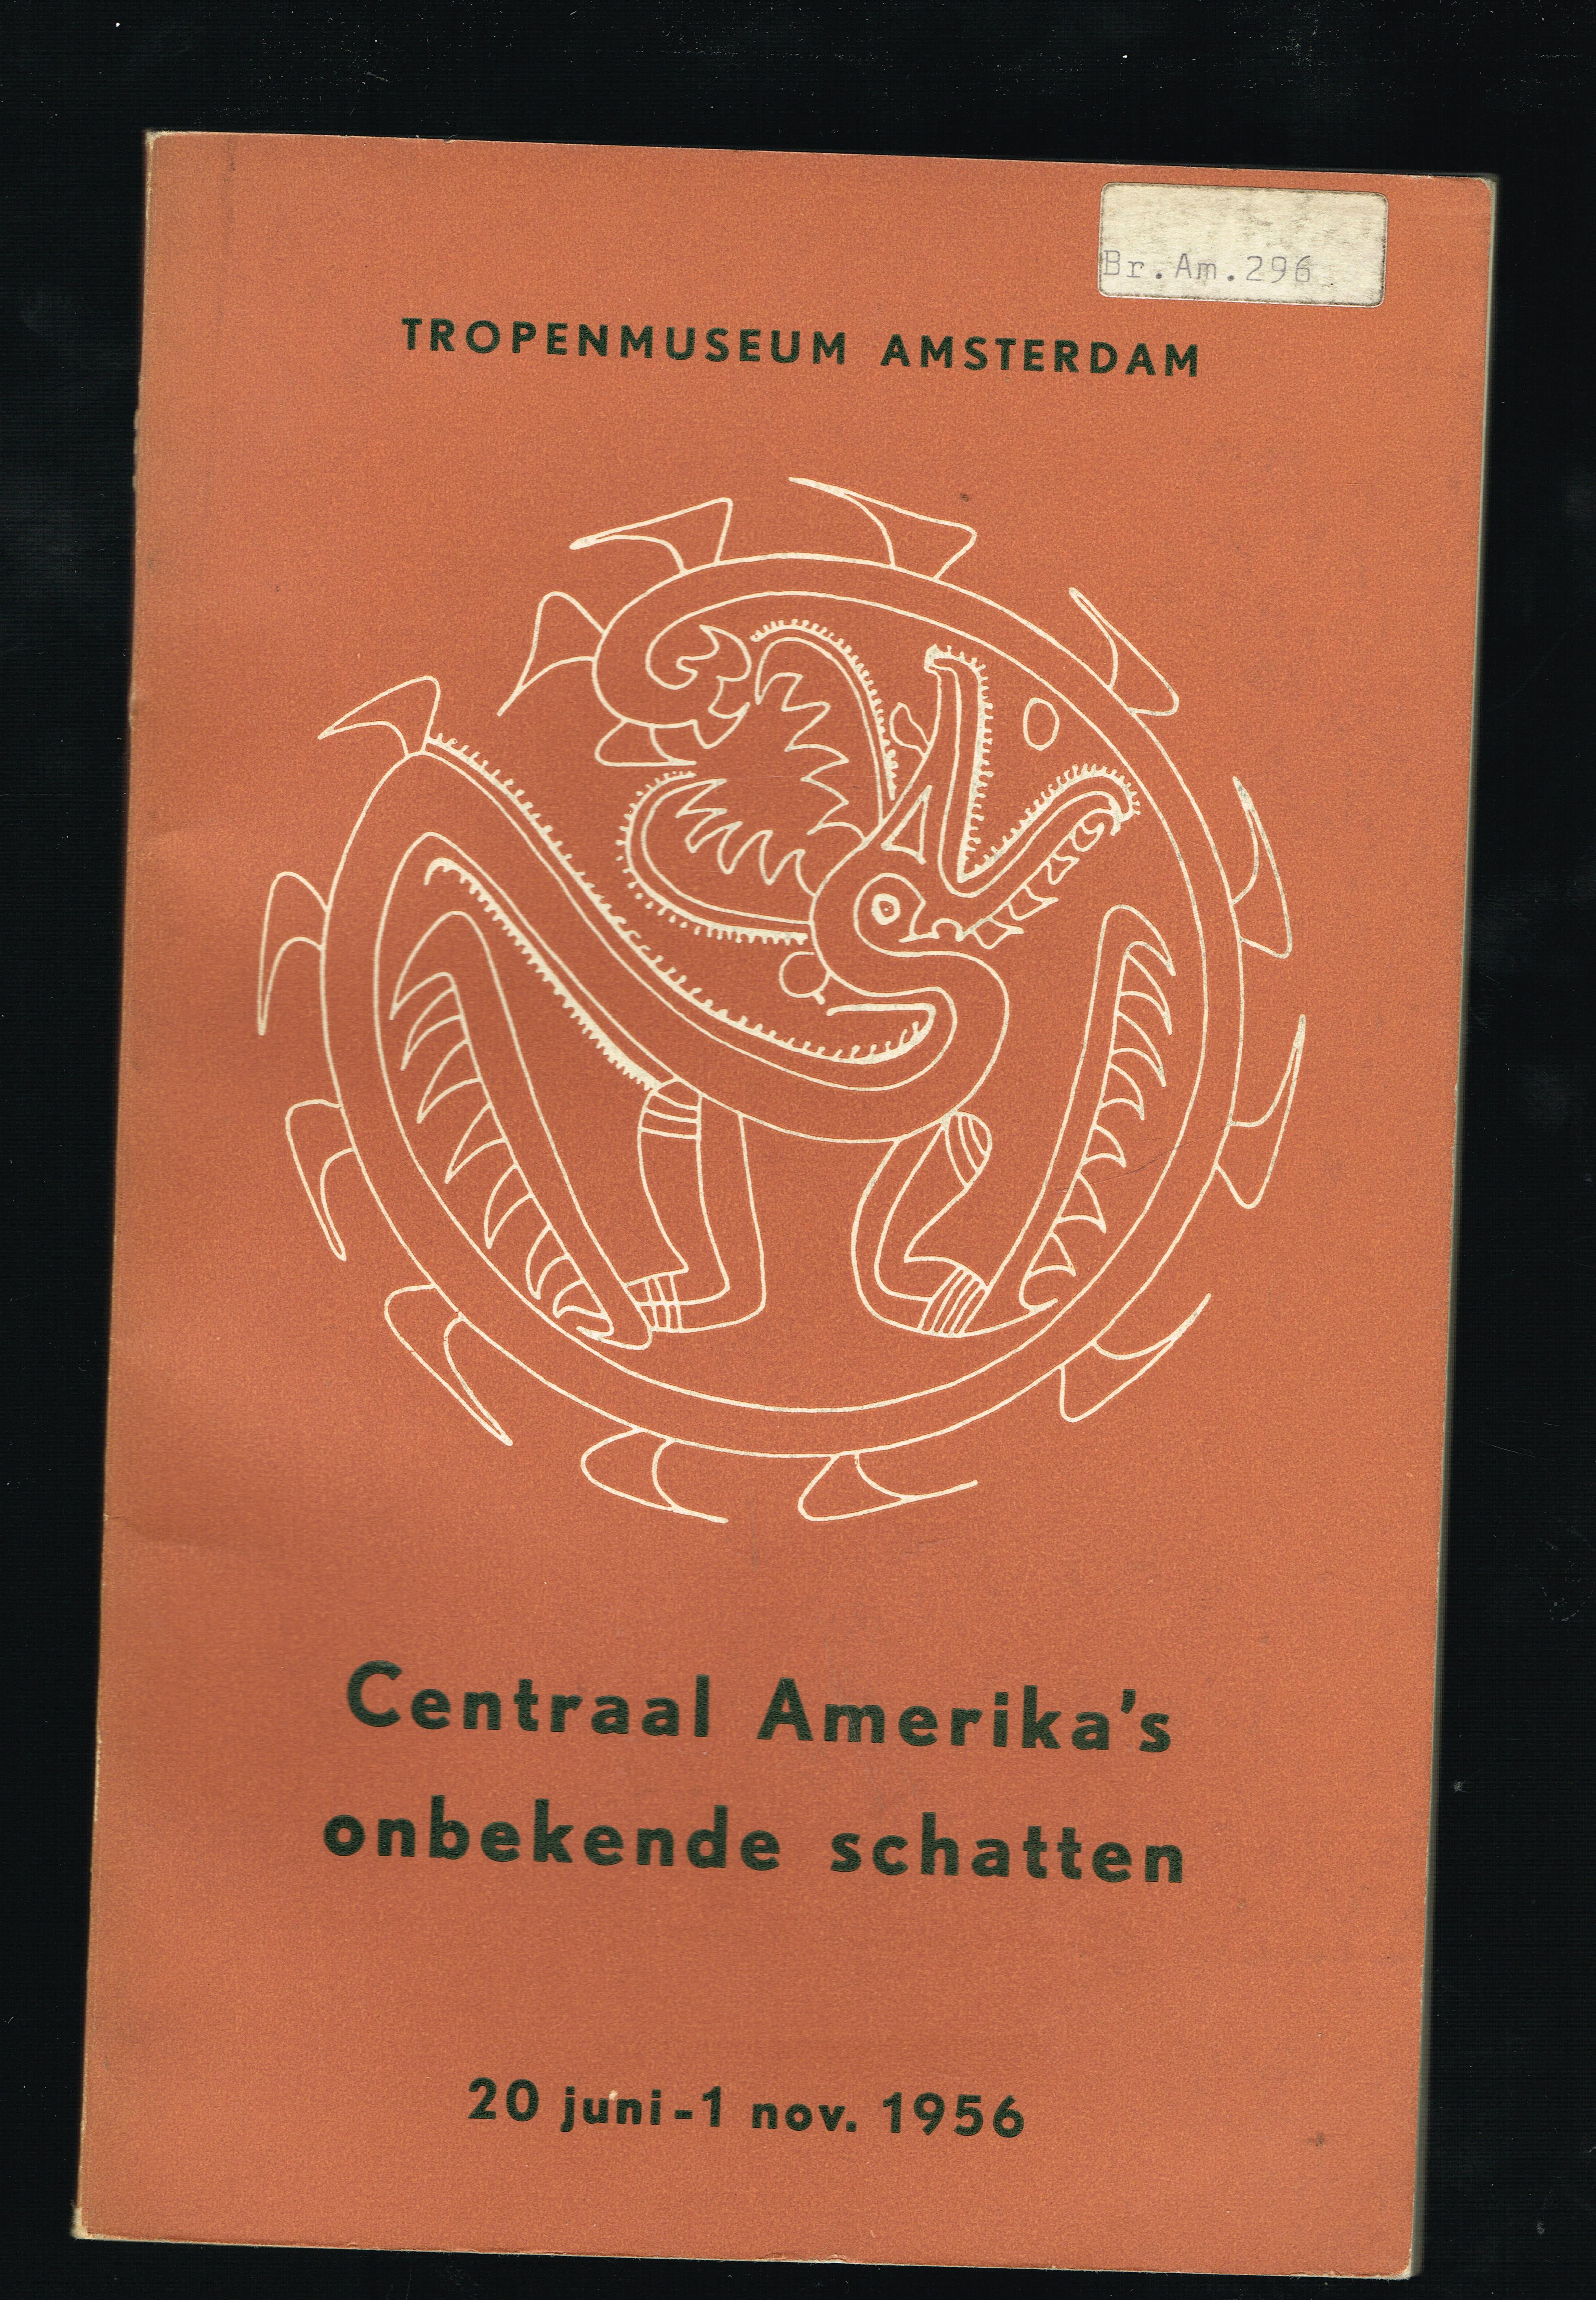 Br.Am.296
TROPENMUSEUM AMSTERDAM
Centraal Amerika's
onbekende schatten
20 juni-1 nov. 1956